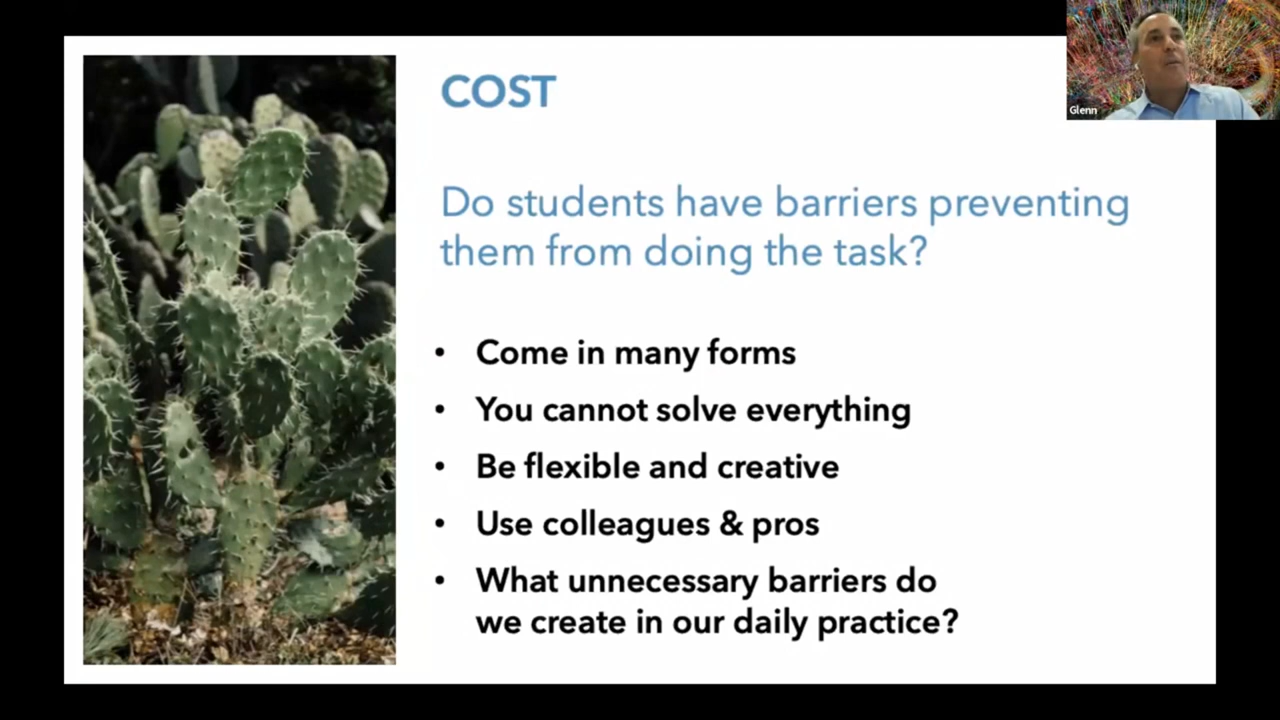 COST
Glenn
Do students have barriers preventing
them from doing the task?
• Come in many forms
• You cannot solve everything
• Be flexible and creative
• Use colleagues & pros
• What unnecessary barriers do
we create in our daily practice?